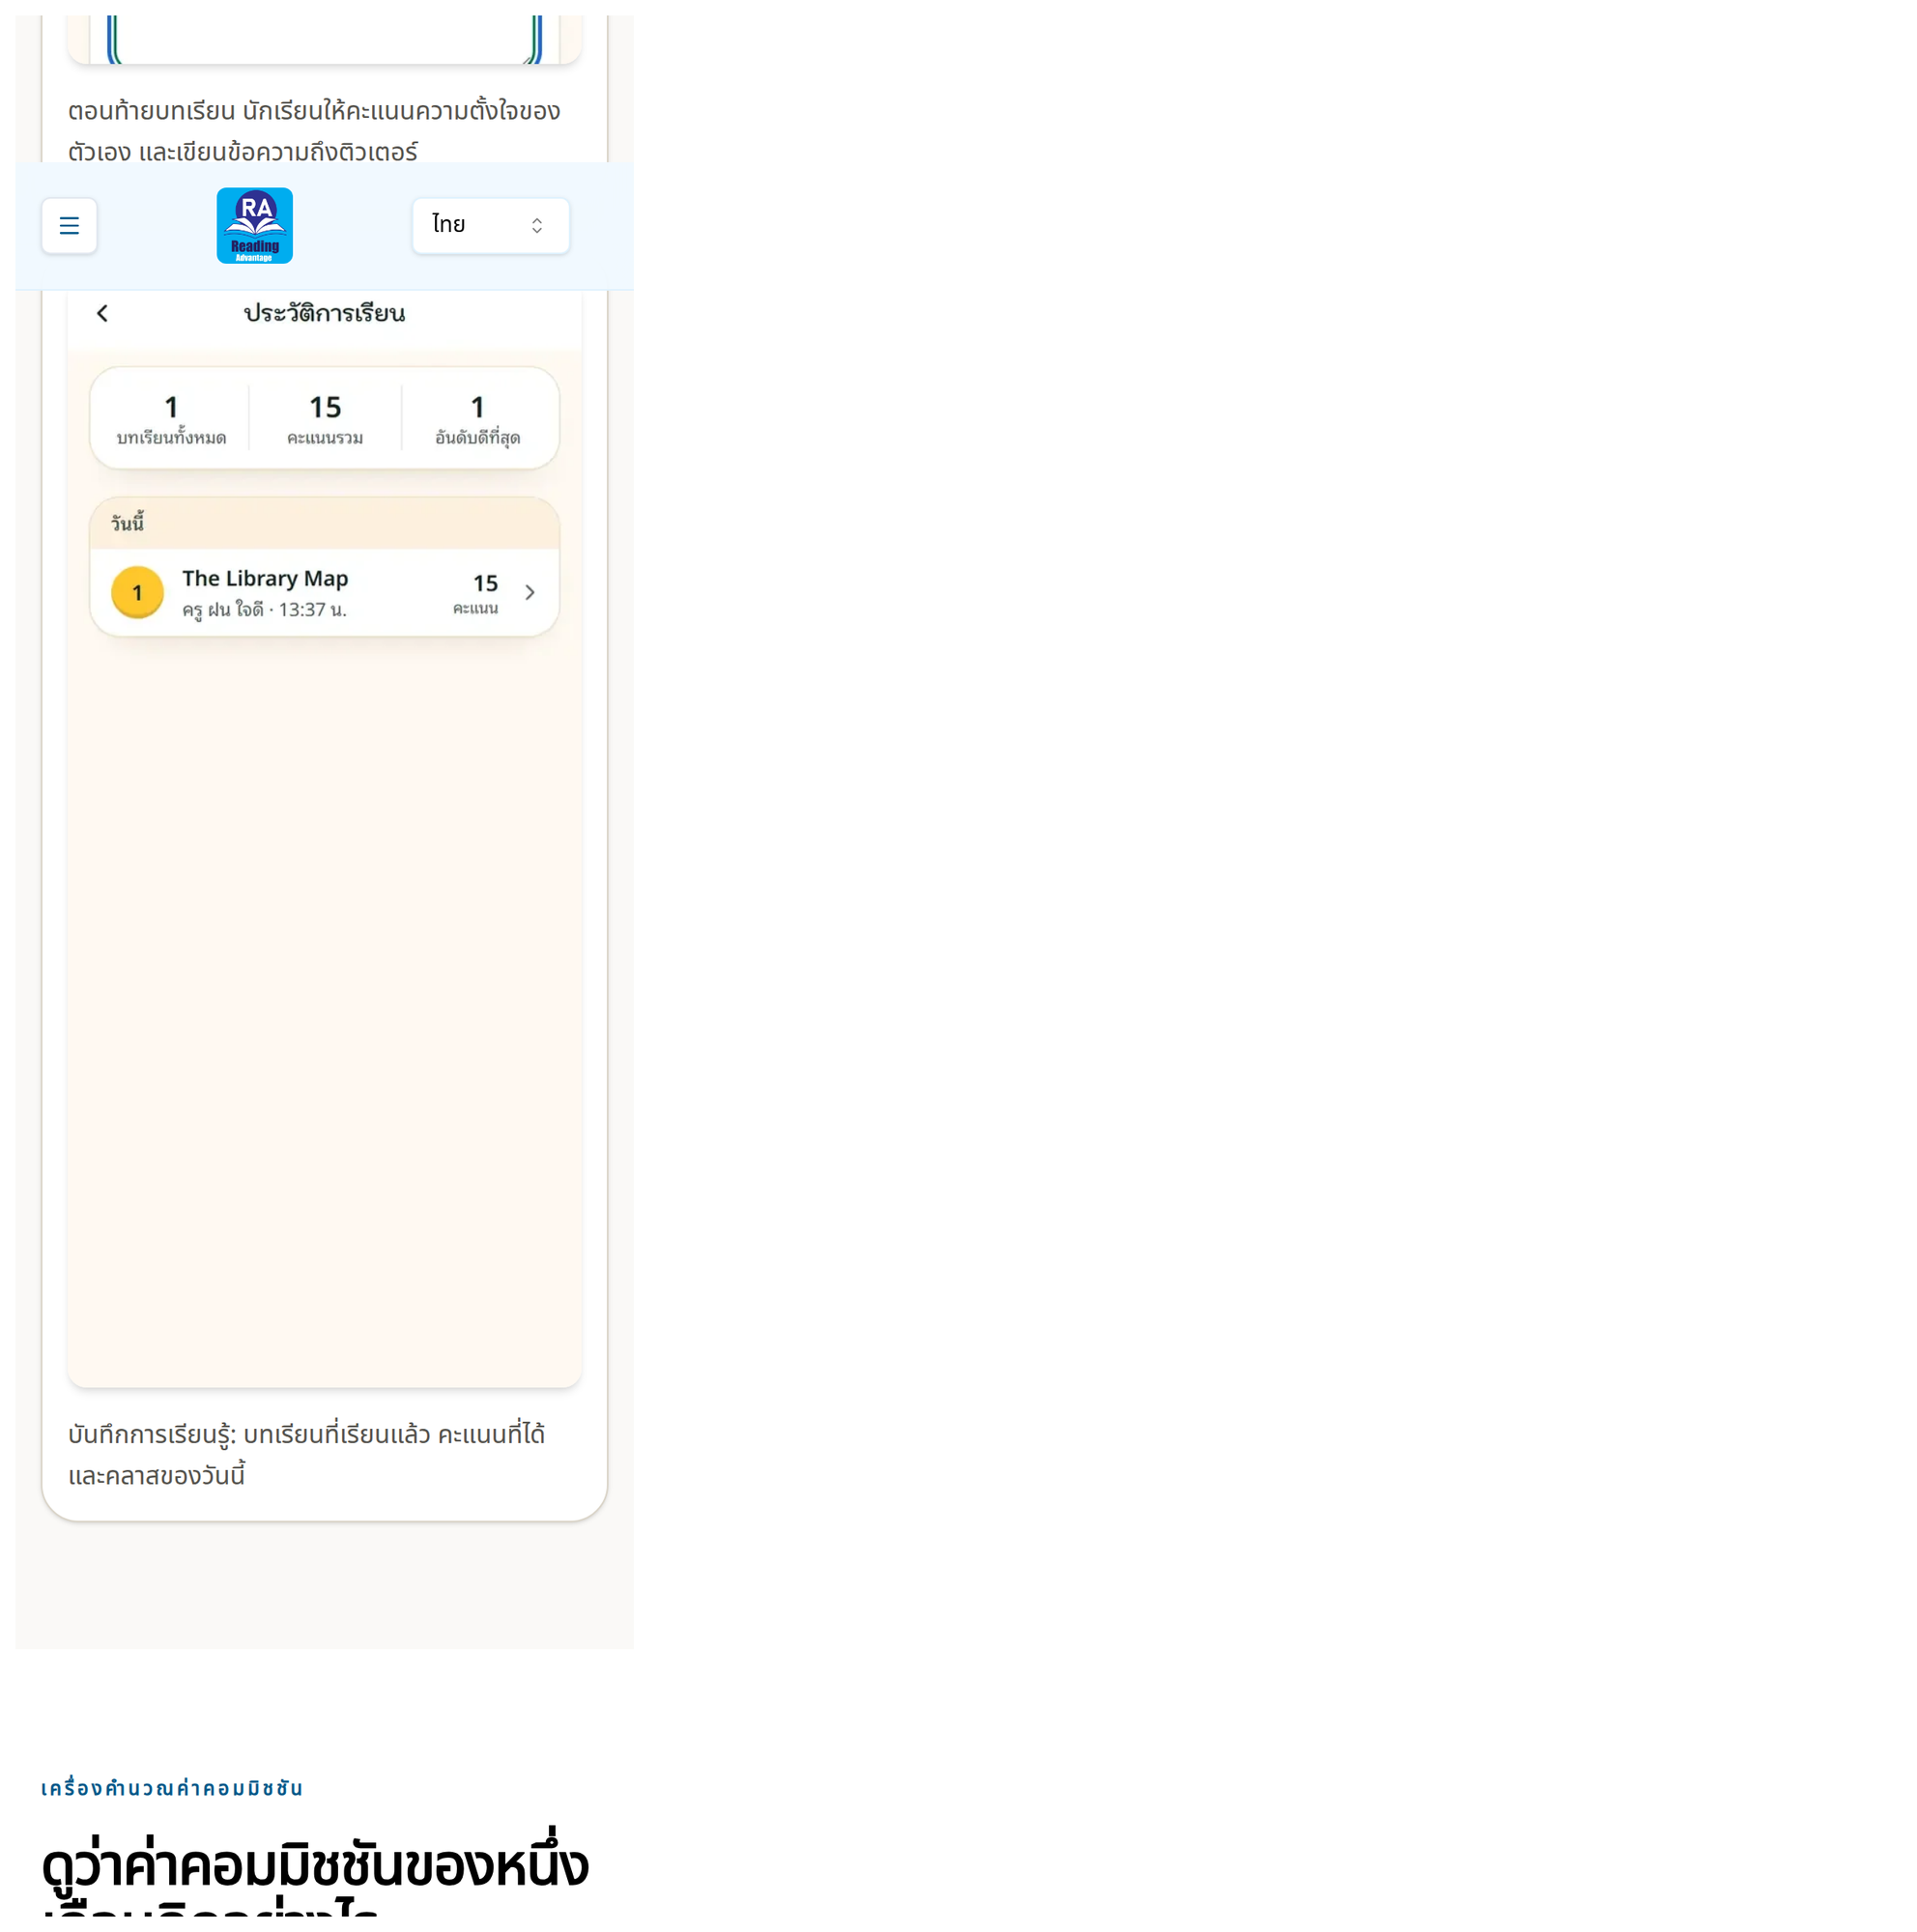 ตอนท้ายบทเรียน นักเรียนให้คะแนนความตั้งใจของ
ตัวเอง และเขียนข้อความถึงติวเตอร์
RA
Reading
Advantage
ไทย
ประวัติการเรียน
1
บทเรียนทั้งหมด
15
คะแนนรวม
1
อันดับดีที่สุด
วันนี้
1
The Library Map
ครู ฝน ใจดี · 13:37 น.
15
คะแนน
บันทึกการเรียนรู้: บทเรียนที่เรียนแล้ว คะแนนที่ได้
และคลาสของวันนี้
เครื่องคำนวณค่าคอมมิชชัน
ดูว่าค่าคอมมิชชันของหนึ่ง